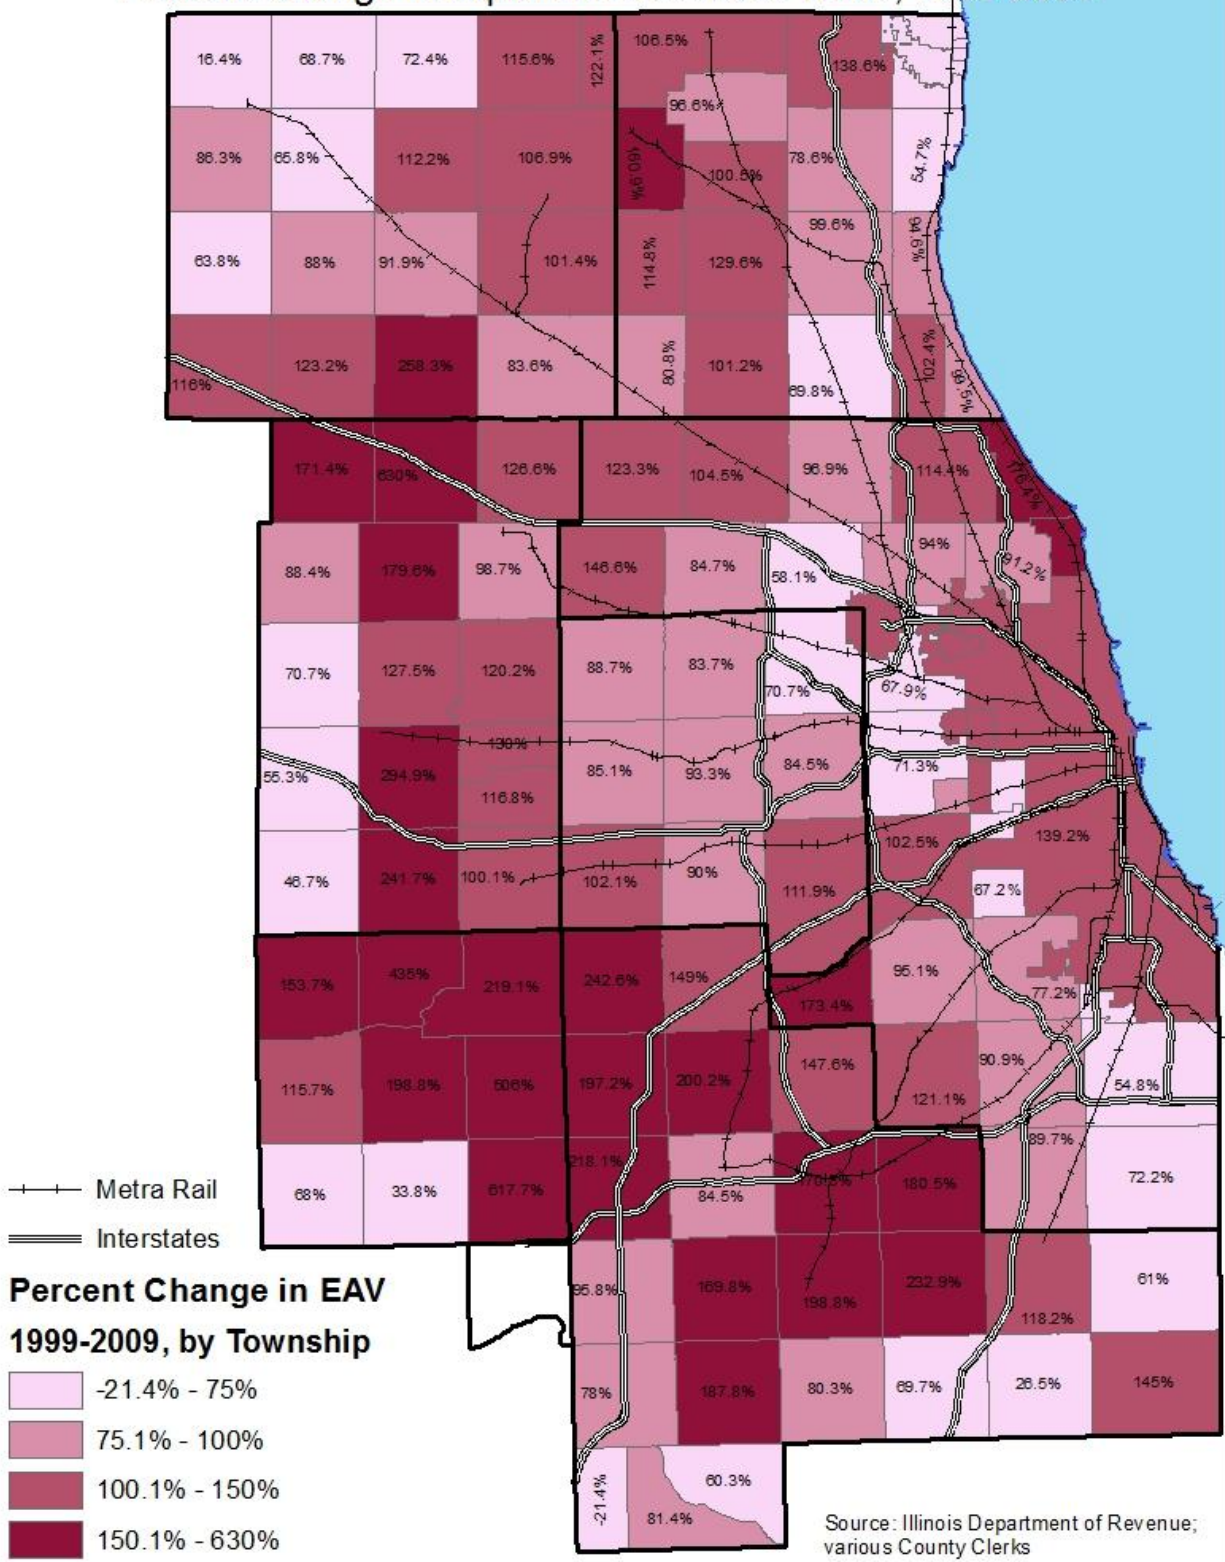 16.4% 68.7% 72.4% 115.6% 122.1% 106.5% 138.6%
96.6%
86.3% 65.8% 112.2% 106.9% 160.9% 100.5% 78.6% 54.7%
99.6% 94.6%
63.8% 88% 91.9% 101.4% 114.8% 129.6%
116% 123.2% 258.3% 83.6% 80.8% 101.2% 69.8% 102.4% 99.5%
171.4% 630% 126.6% 123.3% 104.5% 96.9% 114.4% 176.4%
88.4% 179.6% 98.7% 146.6% 84.7% 58.1% 94% 91.2%
70.7% 127.5% 120.2% 88.7% 83.7% 70.7% 67.9%
130%
55.3% 294.9% 116.8% 85.1% 93.3% 84.5% 71.3%
46.7% 241.7% 100.1% 102.1% 90% 111.9% 102.5% 139.2%
67.2%
153.7% 435% 219.1% 242.6% 149% 173.4% 95.1% 77.2%
115.7% 198.8% 506% 197.2% 200.2% 147.6% 121.1% 90.9% 54.8%
68% 33.8% 617.7% 218.1% 84.5% 180.5% 89.7% 72.2%
Metra Rail
Interstates
95.8% 169.8% 198.8% 232.9% 118.2% 61%
Percent Change in EAV
1999-2009, by Township
78% 187.8% 80.3% 69.7% 26.5% 145%
-21.4% - 75%
75.1% - 100%
100.1% - 150%
150.1% - 630%
-21.4% 81.4% 60.3%
Source: Illinois Department of Revenue;
various County Clerks